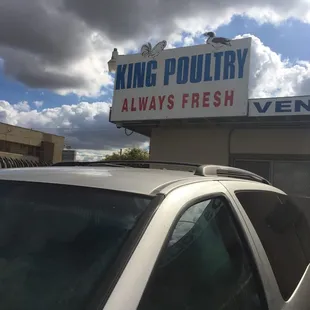 KING POULTRY
ALWAYS FRESH
VEN